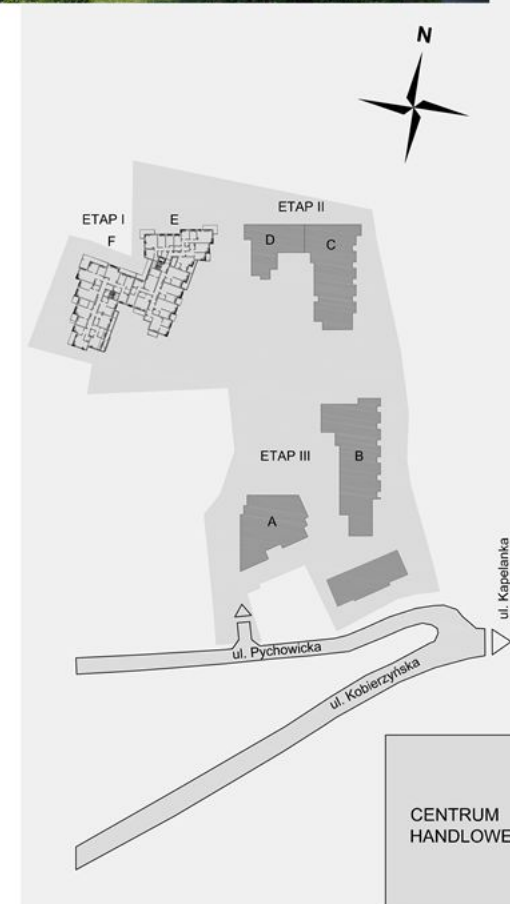 N
ETAP II
ETAP I
E
F
D
C
ETAP III
B
A
ul. Kapelanka
ul. Pychowicka
ul. Kobierzyńska
CENTRUM
HANDLOWE